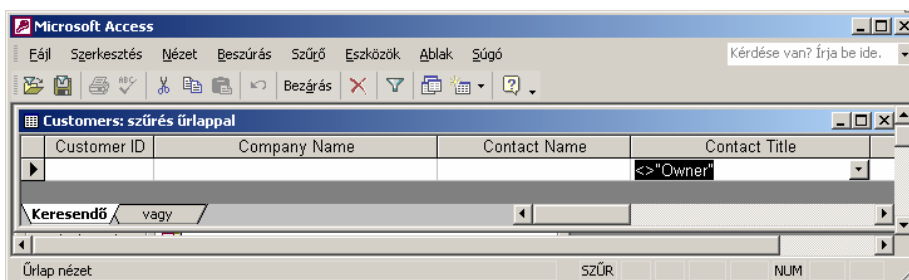 Microsoft Access
Fájl Szerkesztés Nézet Beszúrás Szűrő Eszközök Ablak Súgó Kérdése van? Írja be ide.
ABC Bezárás
Customers: szűrés űrlappal
Customer ID Company Name Contact Name Contact Title
<>"Owner"
Keresendő vagy
Űrlap nézet SZŰR NUM